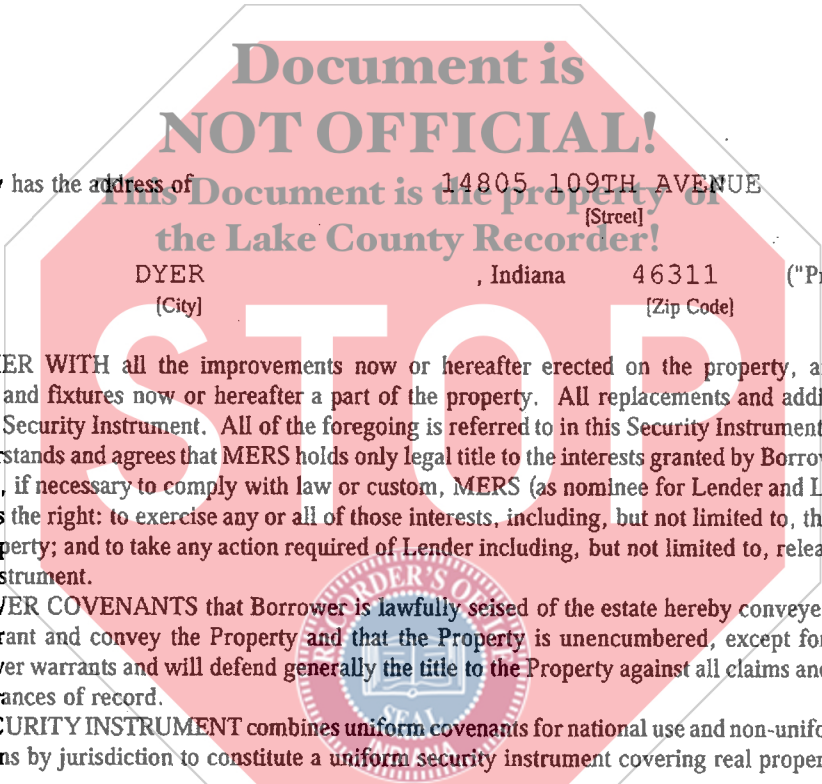 Document is
NOT OFFICIAL!
has the address of 14805 109TH AVENUE
This Document is the property of
[Street]
the Lake County Recorder!
DYER , Indiana 46311 ("P
[City] [Zip Code]
STOP
ER WITH all the improvements now or hereafter erected on the property, a
and fixtures now or hereafter a part of the property. All replacements and addi
Security Instrument. All of the foregoing is referred to in this Security Instrument
rstands and agrees that MERS holds only legal title to the interests granted by Borro
, if necessary to comply with law or custom, MERS (as nominee for Lender and L
s the right: to exercise any or all of those interests, including, but not limited to, th
perty; and to take any action required of Lender including, but not limited to, relea
strument.
ER COVENANTS that Borrower is lawfully seised of the estate hereby conveye
rant and convey the Property and that the Property is unencumbered, except for
er warrants and will defend generally the title to the Property against all claims and
ances of record.
CURITY INSTRUMENT combines uniform covenants for national use and non-unifo
ns by jurisdiction to constitute a uniform security instrument covering real proper
RECORDER'S OFFICE
SEAL
INDIANA